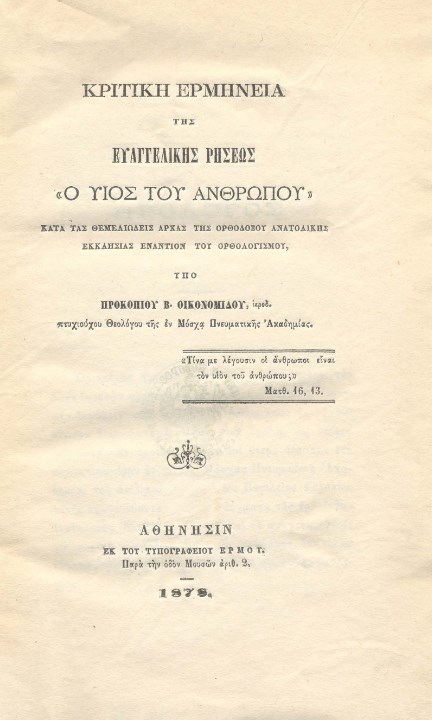 ΚΡΙΤΙΚΗ ΕΡΜΗΝΕΙΑ
ΤΗΣ
ΕΥΑΓΓΕΛΙΚΗΣ ΡΗΣΕΩΣ
«Ο ΥΙΟΣ ΤΟΥ ΑΝΘΡΩΠΟΥ»
ΚΑΤΑ ΤΑΣ ΘΕΜΕΛΙΩΔΕΙΣ ΑΡΧΑΣ ΤΗΣ ΟΡΘΟΔΟΞΟΥ ΑΝΑΤΟΛΙΚΗΣ
ΕΚΚΛΗΣΙΑΣ ΕΝΑΝΤΙΟΝ ΤΟΥ ΟΡΘΟΛΟΓΙΣΜΟΥ,
ΥΠΟ
ΠΡΟΚΟΠΙΟΥ Β. ΟΙΚΟΝΟΜΙΔΟΥ, ἱεροδ.
πτυχιούχου Θεολόγου τῆς ἐν Μόσχᾳ Πνευματικῆς Ἀκαδημίας.
«Τίνα με λέγουσιν οἱ ἄνθρωποι εἶναι
τὸν υἱὸν τοῦ ἀνθρώπου;»
Ματθ. 16, 13.
ΑΘΗΝΗΣΙΝ
ΕΚ ΤΟΥ ΤΥΠΟΓΡΑΦΕΙΟΥ ΕΡΜΟΥ.
Παρὰ τὴν ὁδὸν Μουσῶν ἀριθ. 2.
1878.